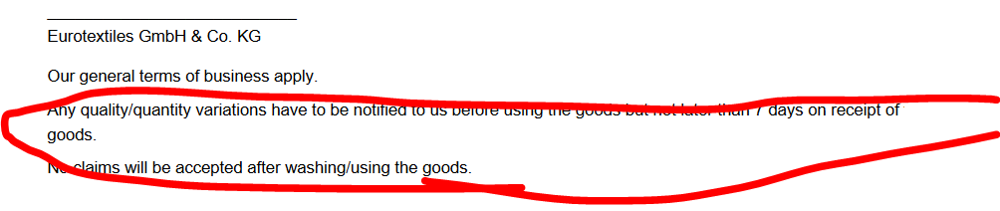 Eurotextiles GmbH & Co. KG
Our general terms of business apply.
Any quality/quantity variations have to be notified to us before using the goods but not later than 7 days on receipt of
goods.
No claims will be accepted after washing/using the goods.